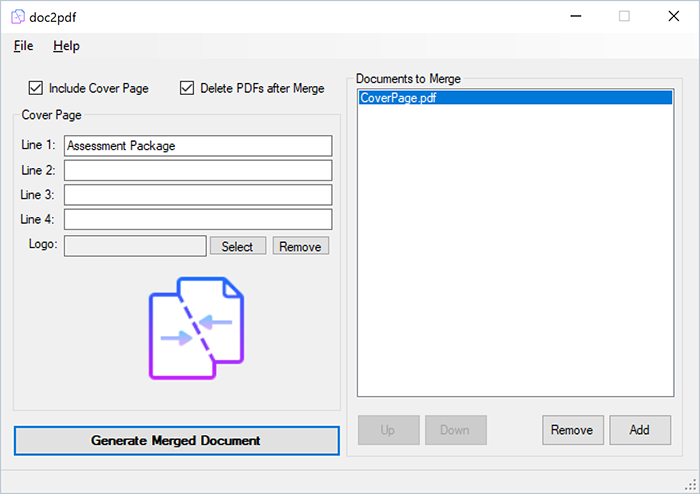 doc2pdf
File Help
Include Cover Page
Delete PDFs after Merge
Cover Page
Line 1: Assessment Package
Line 2:
Line 3:
Line 4:
Logo: Select Remove
Generate Merged Document
Documents to Merge
CoverPage.pdf
Up Down Remove Add